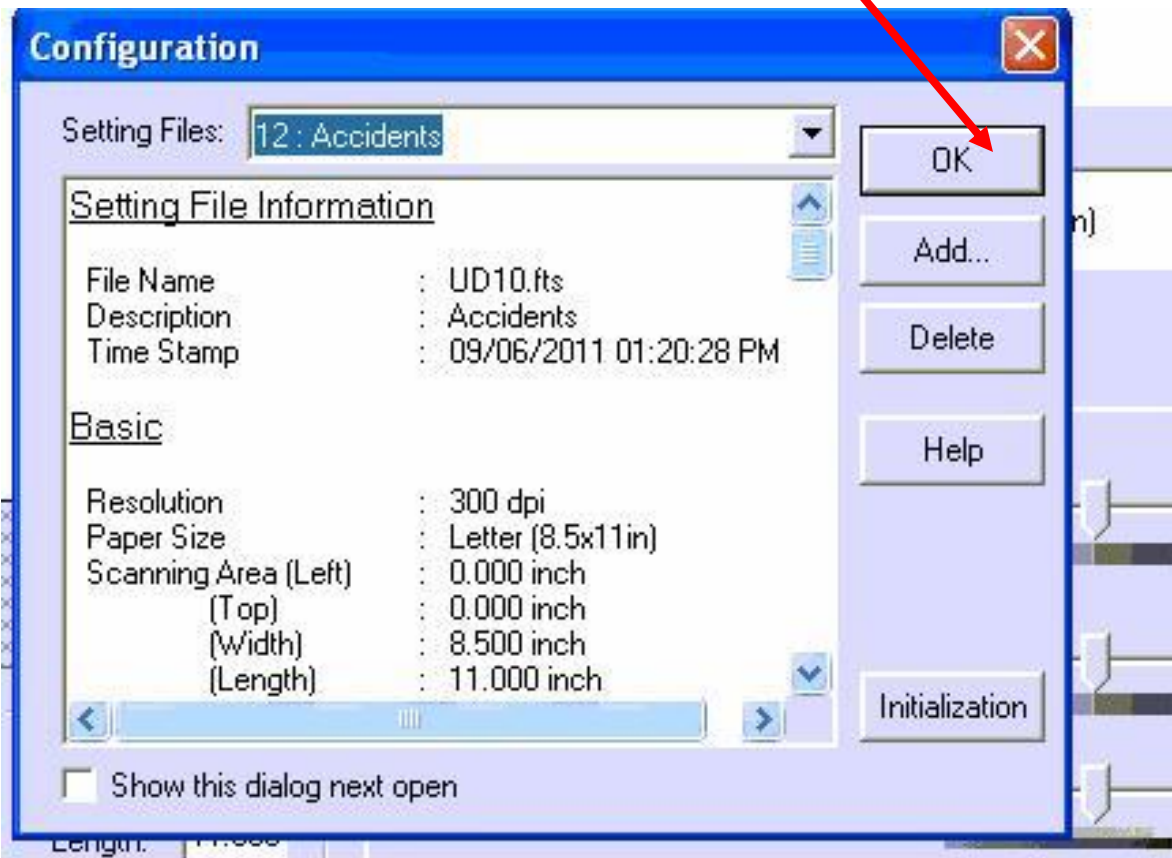 Configuration
Setting Files: 12 : Accidents
OK
Setting File Information
Add...
File Name : UD10.fts
Description : Accidents
Time Stamp : 09/06/2011 01:20:28 PM
Delete
Basic
Help
Resolution : 300 dpi
Paper Size : Letter (8.5x11in)
Scanning Area (Left) : 0.000 inch
(Top) : 0.000 inch
(Width) : 8.500 inch
(Length) : 11.000 inch
Initialization
Show this dialog next open
Length: 11.000